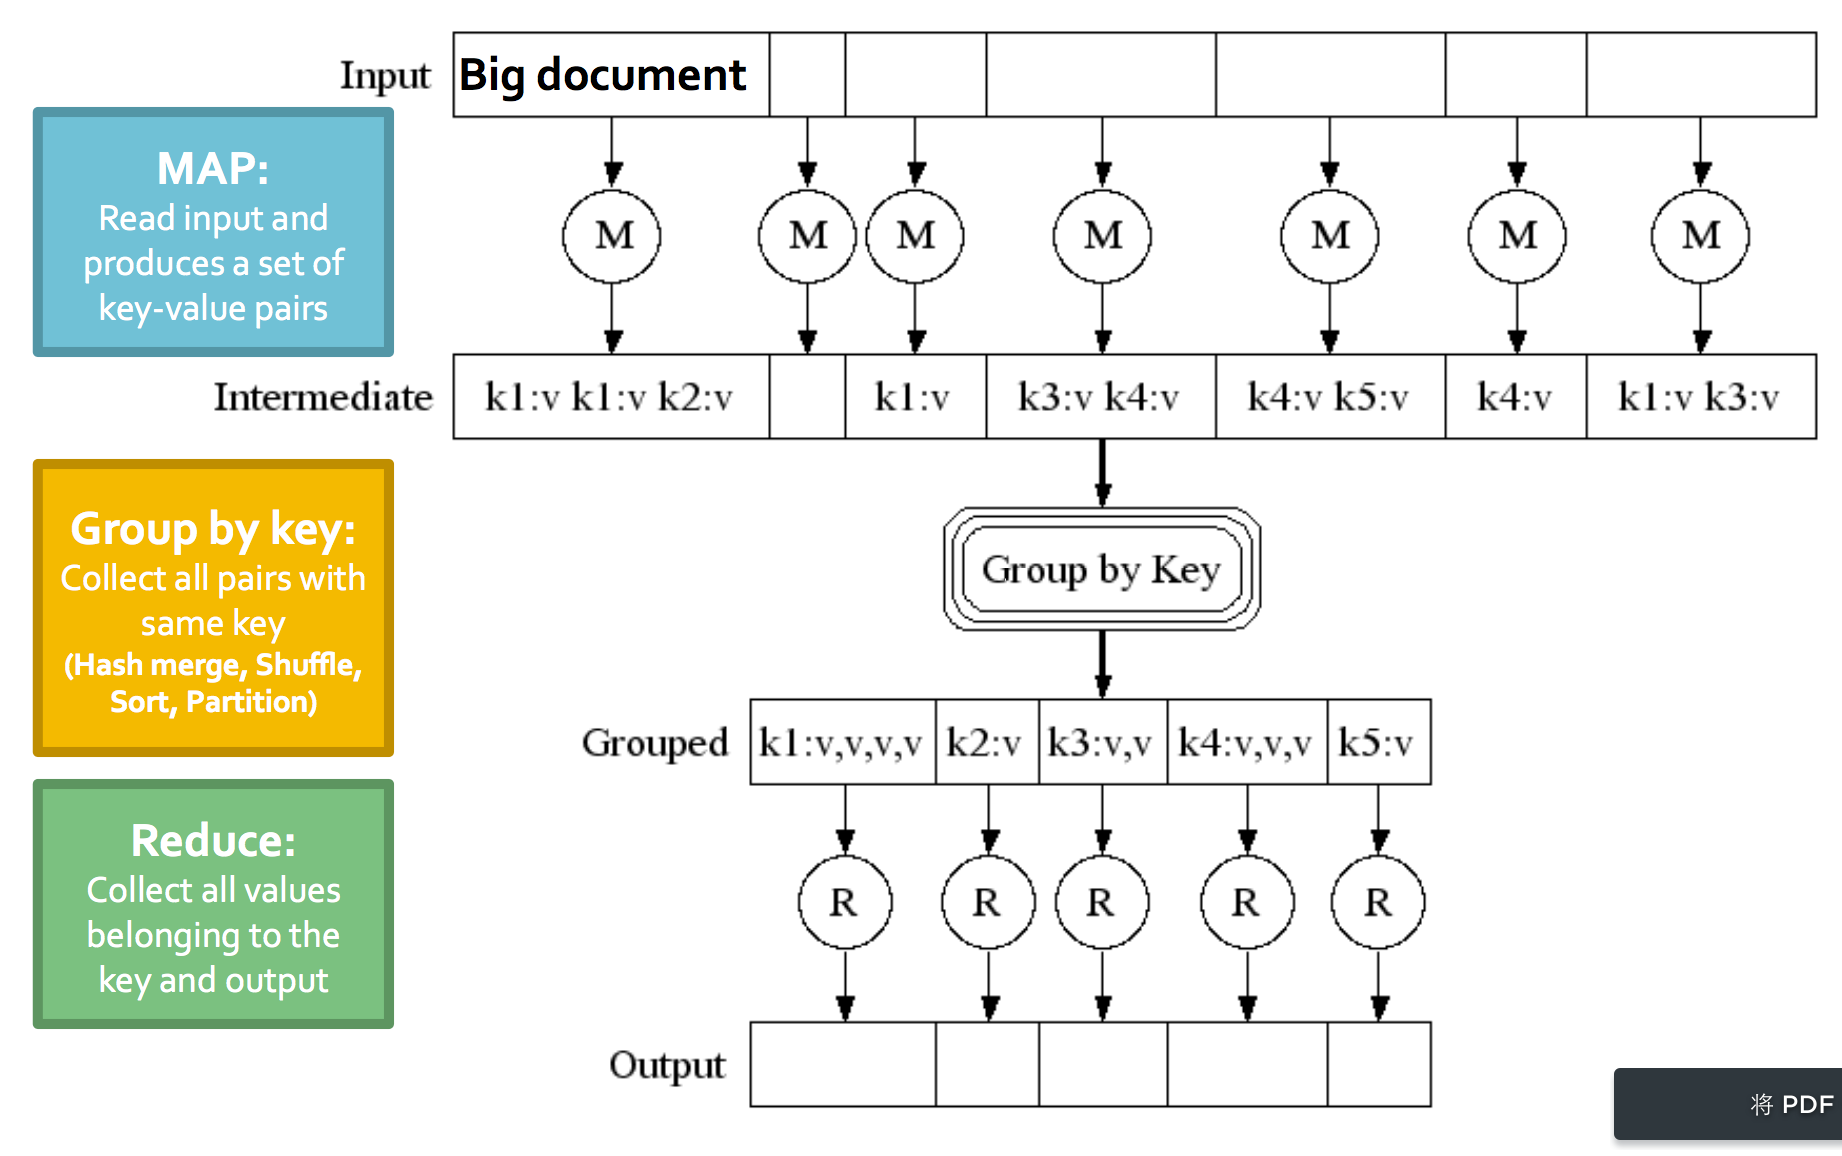 Input
Big document
MAP:
Read input and
produces a set of
key-value pairs
M M M M M M M
Intermediate
k1:v k1:v k2:v
k1:v
k3:v k4:v
k4:v k5:v
k4:v
k1:v k3:v
Group by key:
Collect all pairs with
same key
(Hash merge, Shuffle,
Sort, Partition)
Group by Key
Grouped
k1:v,v,v,v
k2:v
k3:v,v
k4:v,v,v
k5:v
Reduce:
Collect all values
belonging to the
key and output
R R R R R
Output
将 PDF